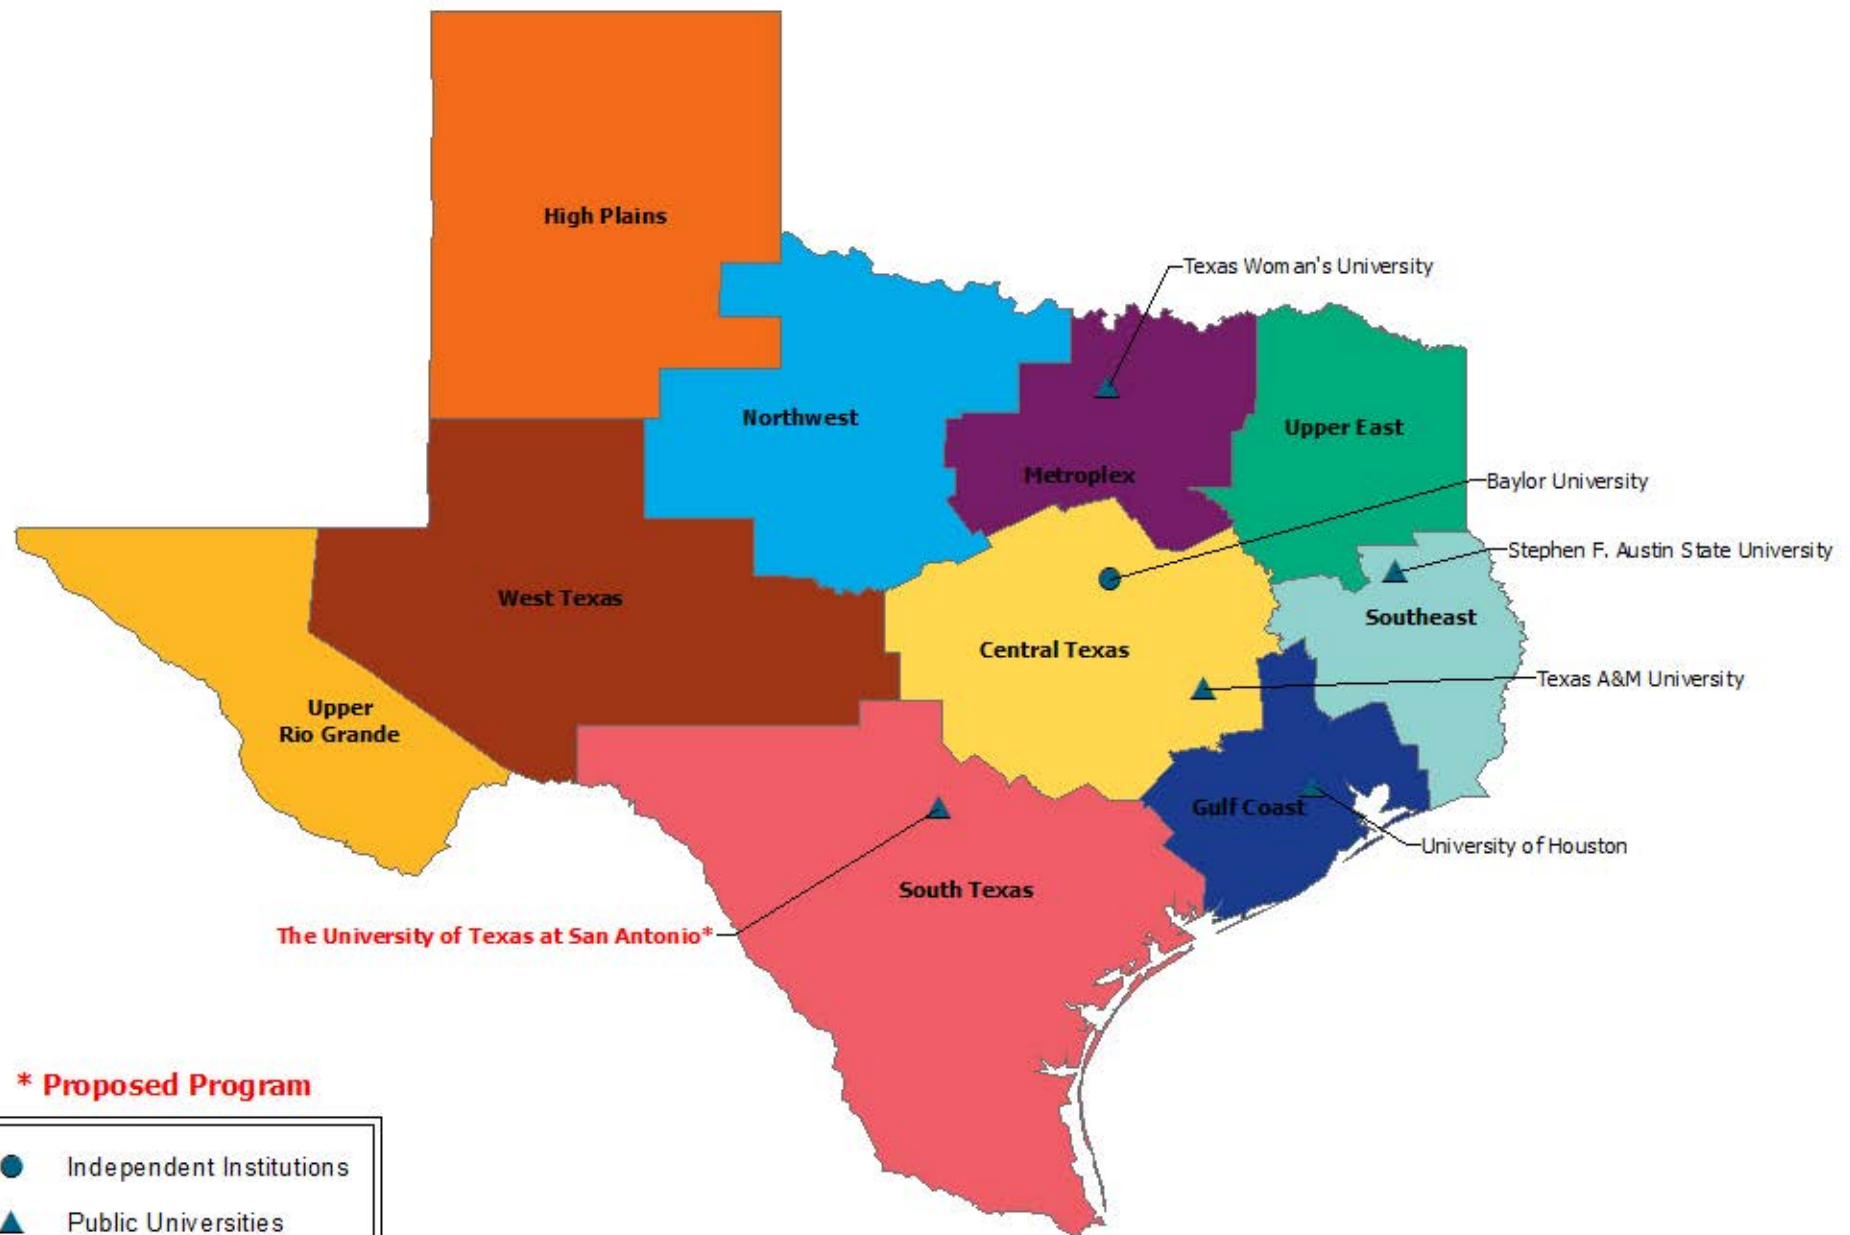 High Plains
Texas Woman's University
Northwest
Upper East
Metroplex
Baylor University
Stephen F. Austin State University
West Texas
Southeast
Central Texas
Texas A&M University
Upper
Rio Grande
Gulf Coast
University of Houston
South Texas
The University of Texas at San Antonio*
* Proposed Program
Independent Institutions
Public Universities